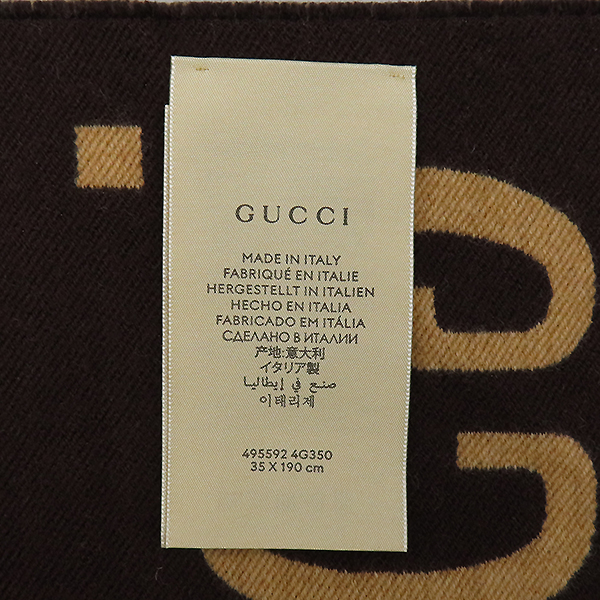 GUCCI
MADE IN ITALY
FABRIQUÉ EN ITALIE
HERGESTELLT IN ITALIEN
HECHO EN ITALIA
FABRICADO EM ITÁLIA
СДЕЛАНО В ИТАЛИИ
产地:意大利
イタリア製
صنع في إيطاليا
이태리제
495592 4G350
35 X 190 cm